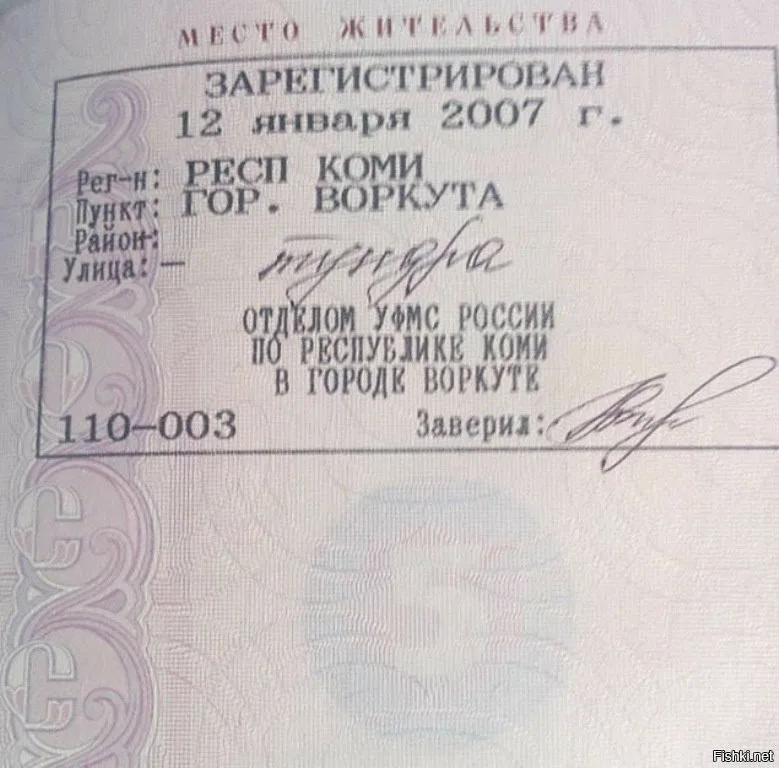 МЕСТО ЖИТЕЛЬСТВА
ЗАРЕГИСТРИРОВАН
12 января 2007 г.
Рег-н: РЕСП КОМИ
Пункт: ГОР. ВОРКУТА
Район:
Улица: — тундра
ОТДЕЛОМ УФМС РОССИИ
ПО РЕСПУБЛИКЕ КОМИ
В ГОРОДЕ ВОРКУТЕ
110-003 Заверил:
Fishki.net